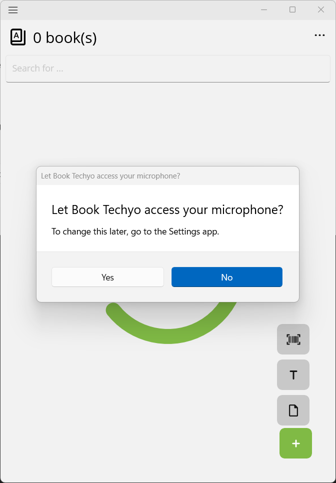 0 book(s)
Search for ...
Let Book Techyo access your microphone?
Let Book Techyo access your microphone?
To change this later, go to the Settings app.
Yes
No
T